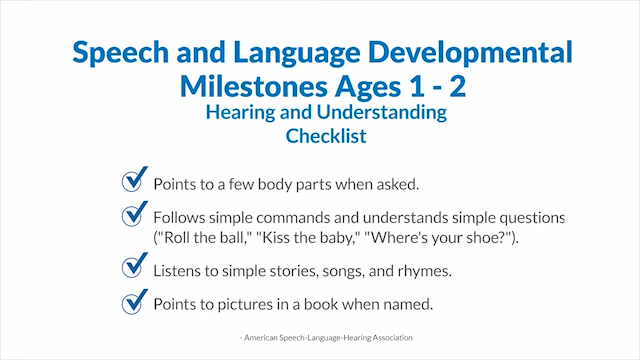 Speech and Language Developmental
Milestones Ages 1 - 2
Hearing and Understanding
Checklist
Points to a few body parts when asked.
Follows simple commands and understands simple questions
("Roll the ball," "Kiss the baby," "Where's your shoe?").
Listens to simple stories, songs, and rhymes.
Points to pictures in a book when named.
- American Speech-Language-Hearing Association